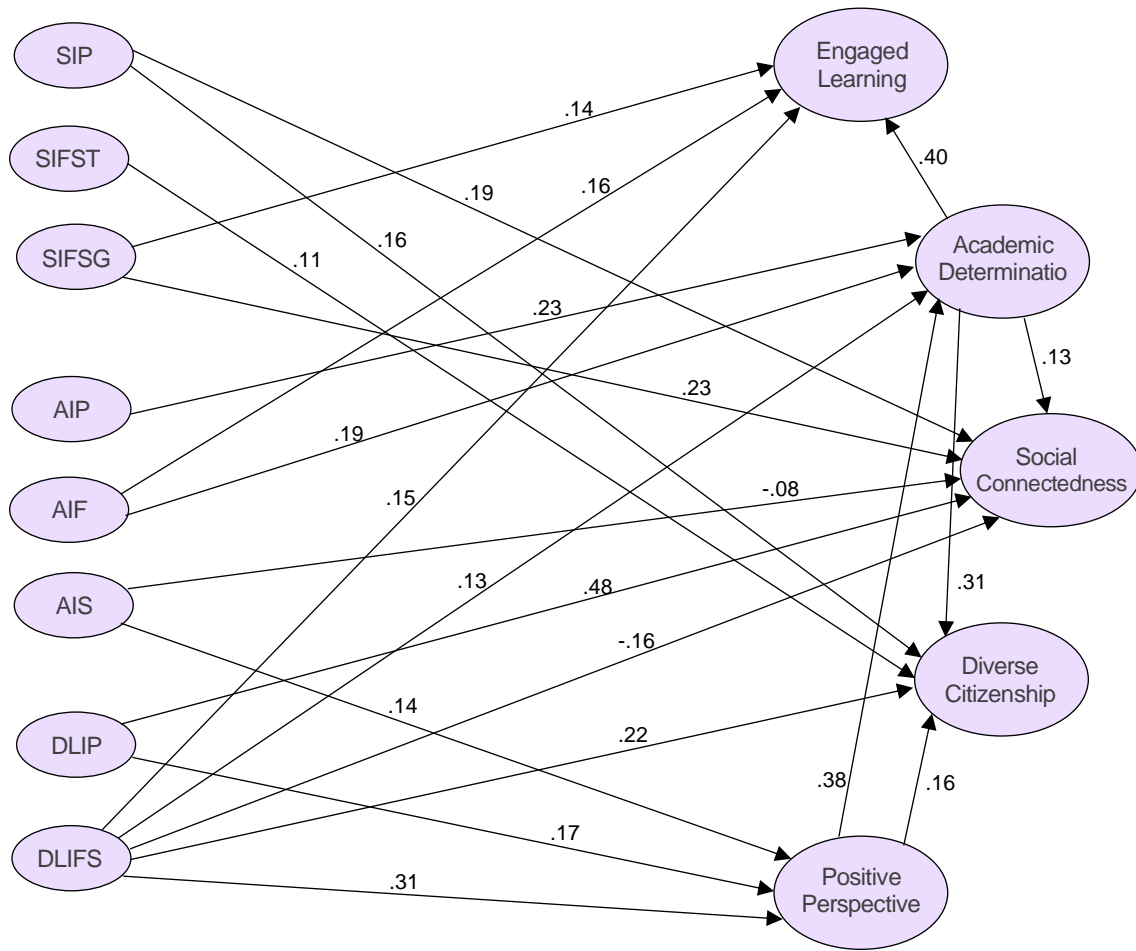 SIP
SIFST
SIFSG
AIP
AIF
AIS
DLIP
DLIFS
Engaged
Learning
Academic
Determinatio
Social
Connectedness
Diverse
Citizenship
Positive
Perspective
.14
.16
.19
.16
.11
.40
.23
.23
.13
.19
-.08
.15
.13
.48
.31
-.16
.14
.22
.38
.16
.17
.31